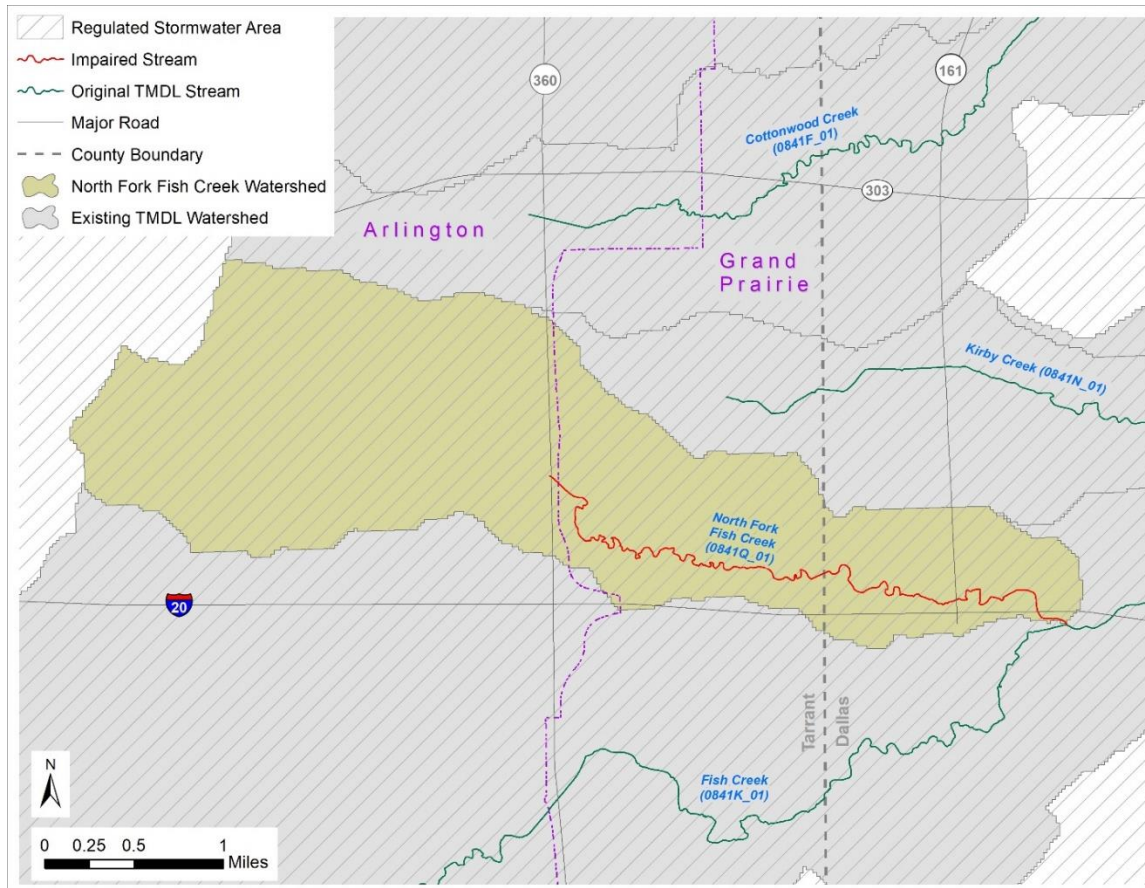 Regulated Stormwater Area
Impaired Stream
Original TMDL Stream
Major Road
County Boundary
North Fork Fish Creek Watershed
Existing TMDL Watershed
360
161
Cottonwood Creek
(0841F_01)
303
Arlington
Grand
Prairie
Kirby Creek (0841N_01)
North Fork
Fish Creek
(0841Q_01)
20
Tarrant
Dallas
Fish Creek
(0841K_01)
N
0 0.25 0.5 1
Miles